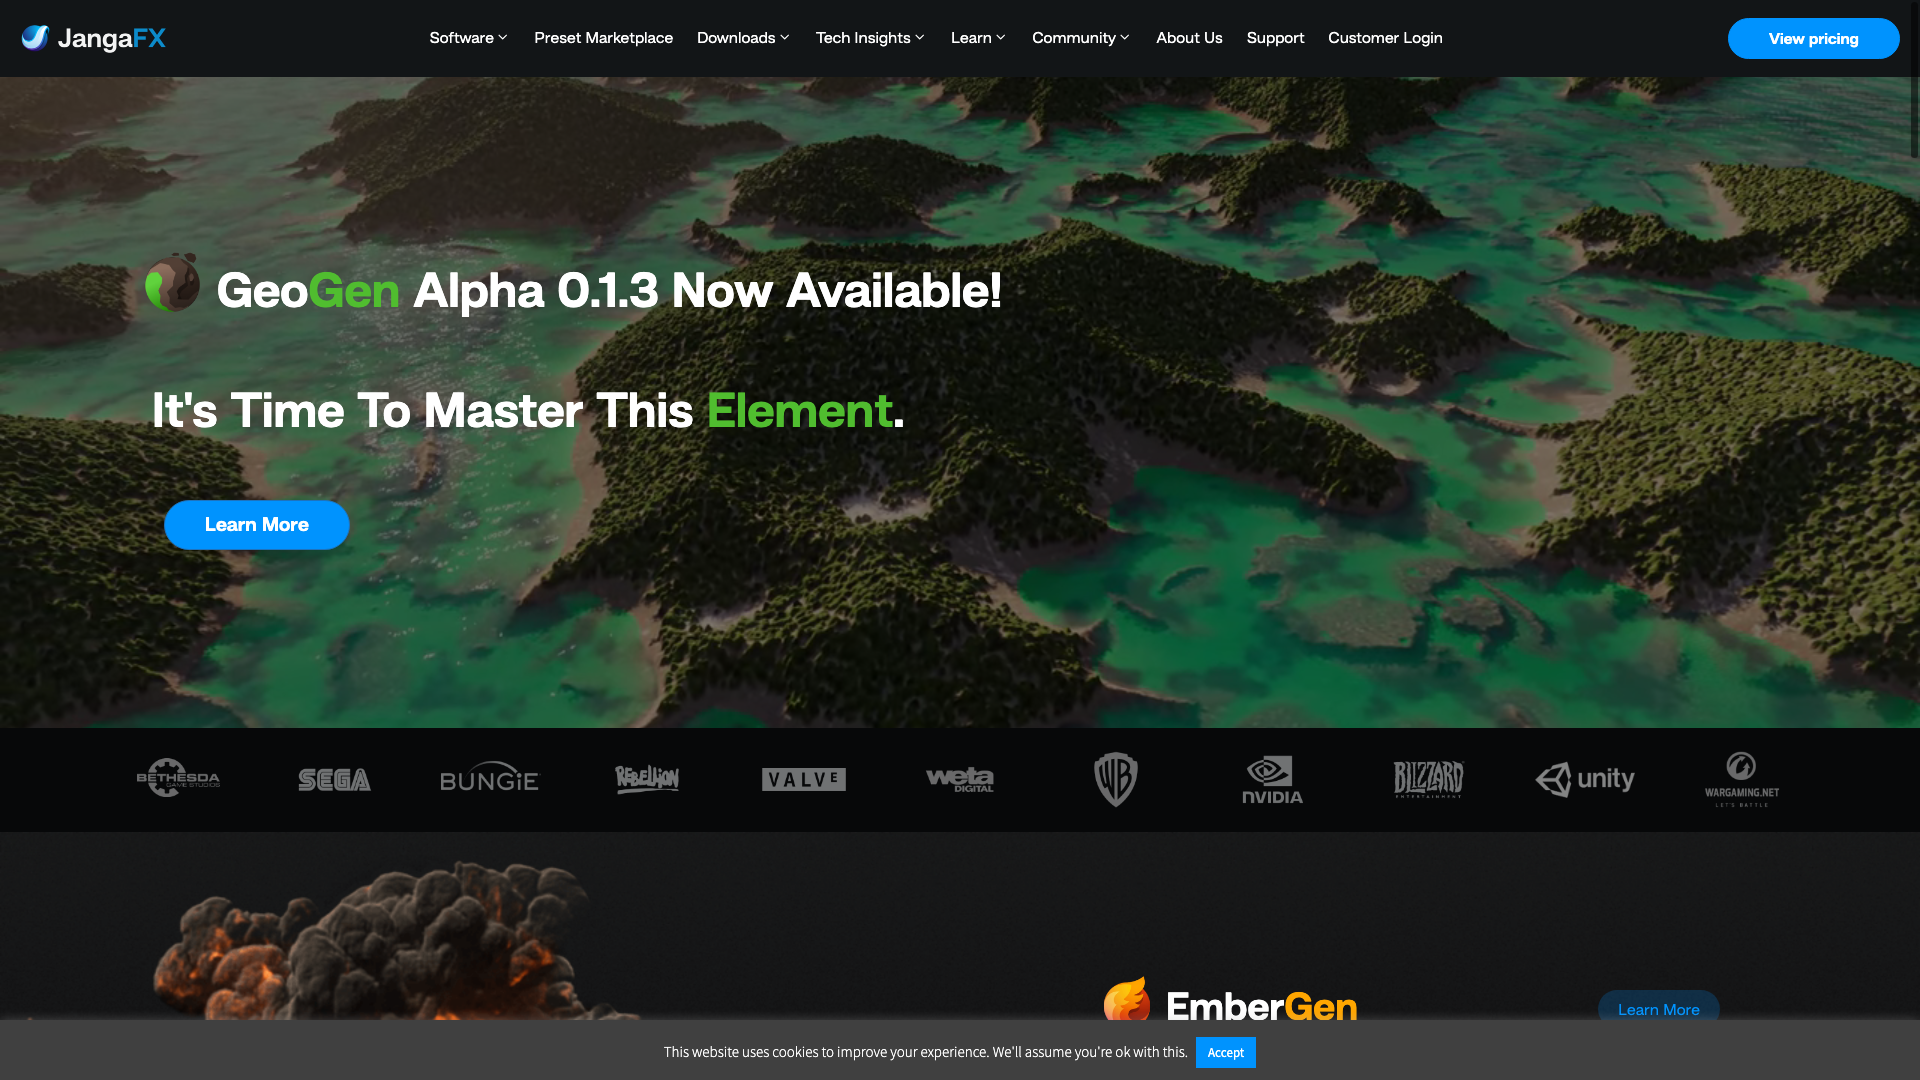 JangaFX
Software
Preset Marketplace
Downloads
Tech Insights
Learn
Community
About Us
Support
Customer Login
View pricing
GeoGen Alpha 0.1.3 Now Available!
It's Time To Master This Element.
Learn More
BETHESDA
GAME STUDIOS
SEGA
BUNGiE
REBELLION
VALVE
weta
DIGITAL
WB
NVIDIA
BLIZZARD
ENTERTAINMENT
unity
WARGAMING.NET
LET'S BATTLE
EmberGen
Learn More
This website uses cookies to improve your experience. We'll assume you're ok with this.
Accept